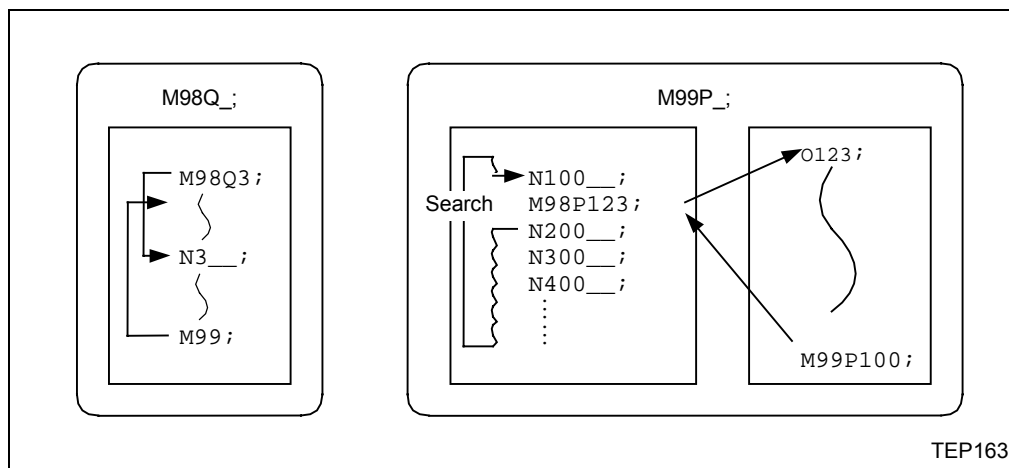 M98Q_;
M98Q3;
N3__;
M99;
M99P_;
Search
N100__;
M98P123;
N200__;
N300__;
N400__;
O123;
M99P100;
TEP163